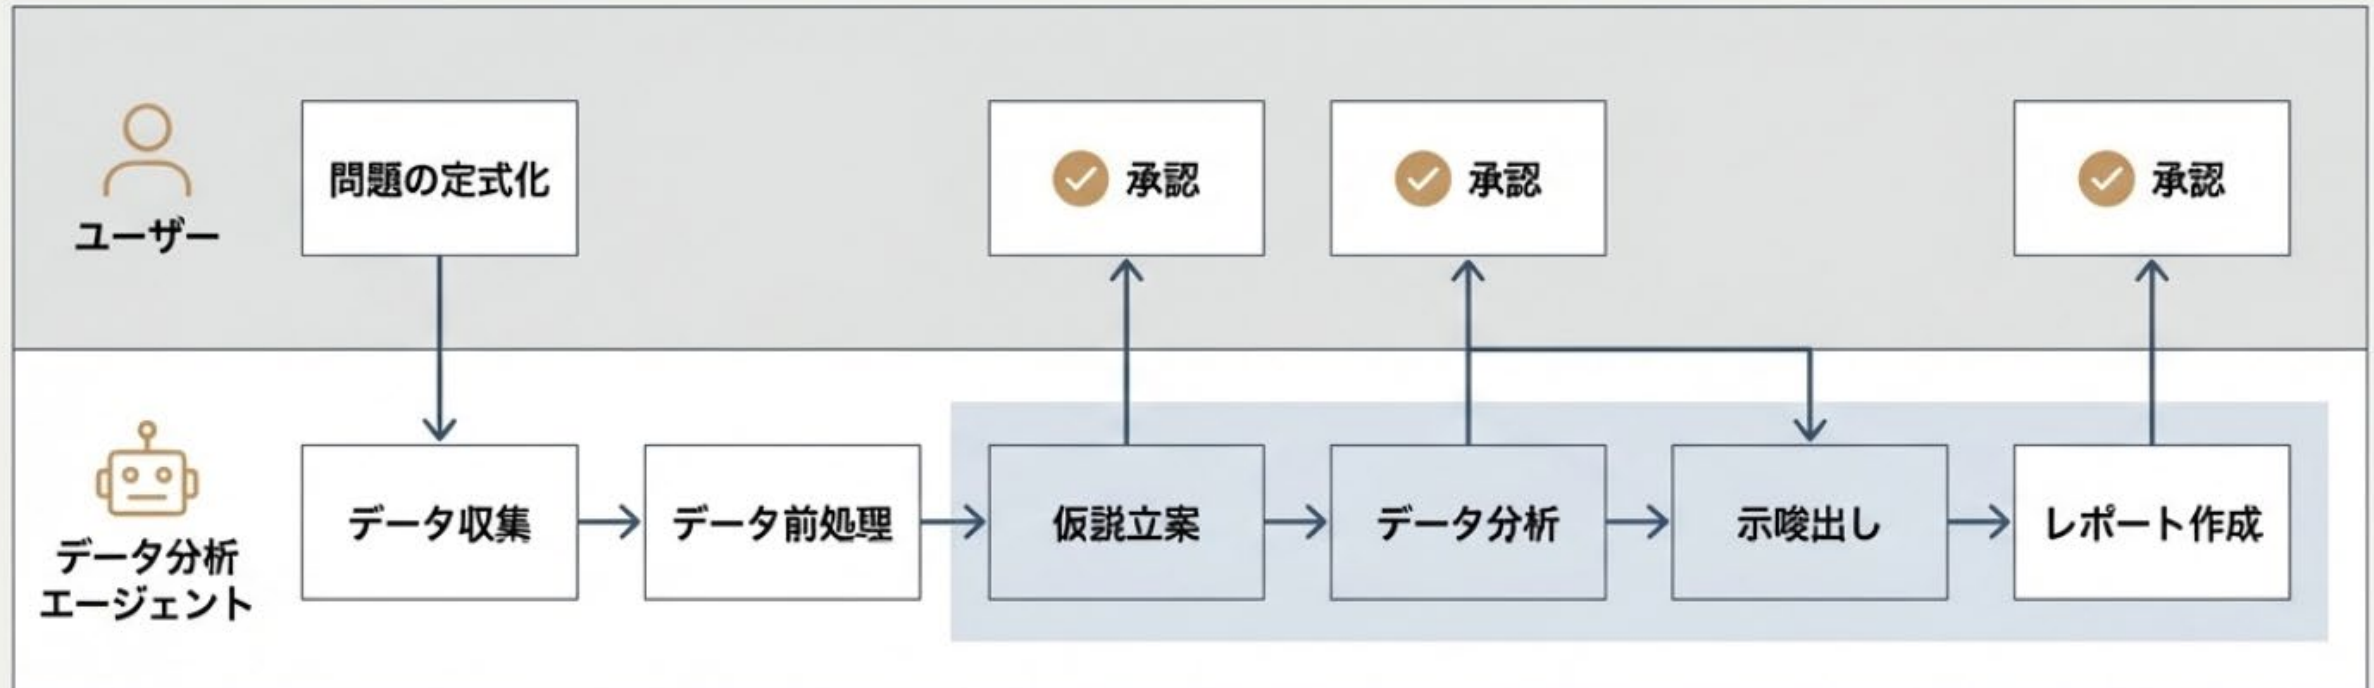 ユーザー
問題の定式化
承認
承認
承認
データ分析
エージェント
データ収集
データ前処理
仮説立案
データ分析
示唆出し
レポート作成